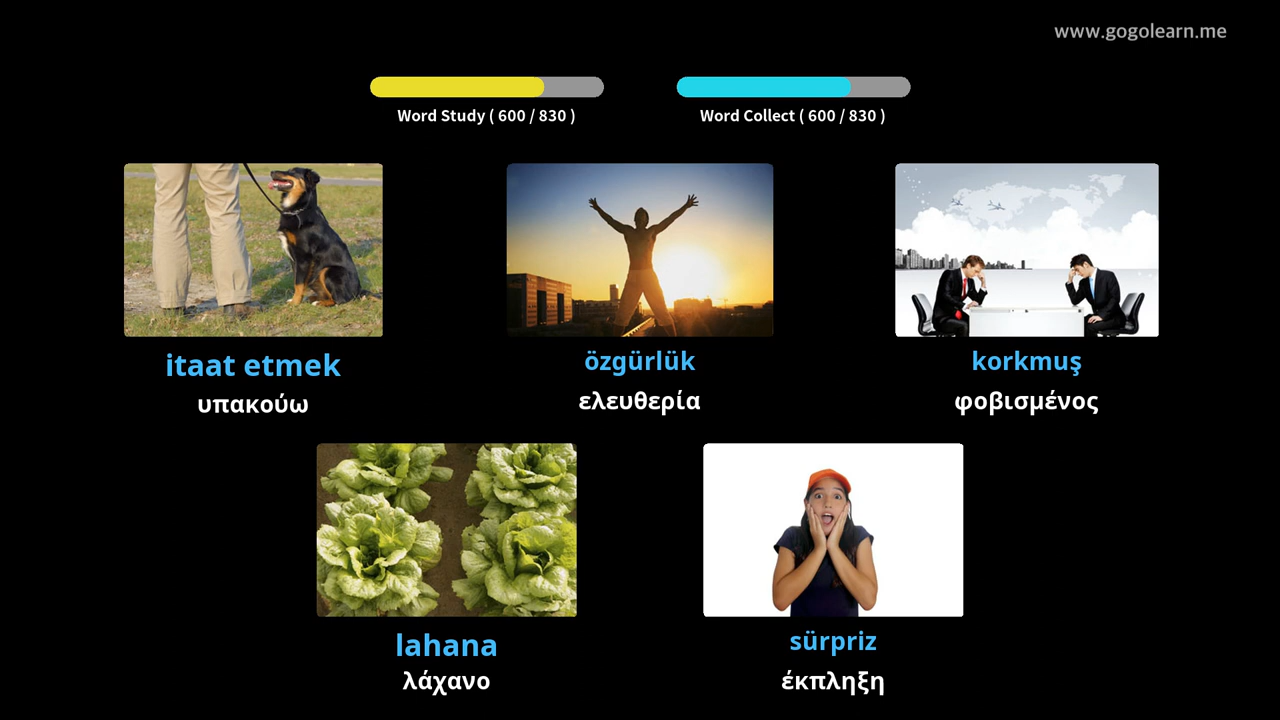 www.gogolearn.me
Word Study ( 600 / 830 )
Word Collect ( 600 / 830 )
itaat etmek
υπακούω
özgürlük
ελευθερία
korkmuş
φοβισμένος
lahana
λάχανο
sürpriz
έκπληξη